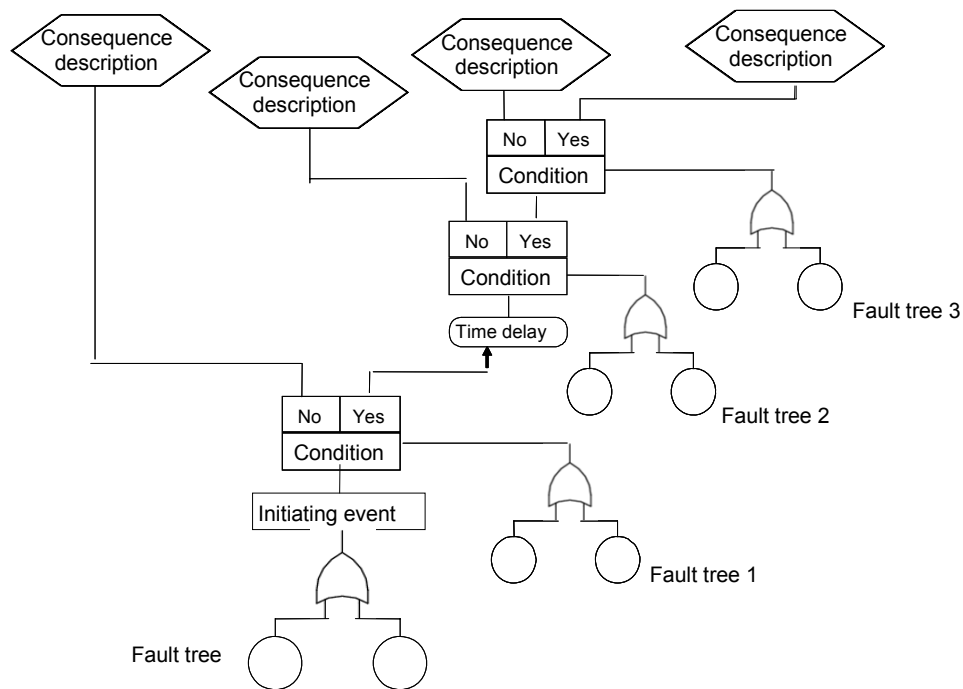 Consequence
description
Consequence
description
Consequence
description
Consequence
description
No Yes
Condition
No Yes
Condition
Fault tree 3
Time delay
No Yes
Fault tree 2
Condition
Initiating event
Fault tree 1
Fault tree